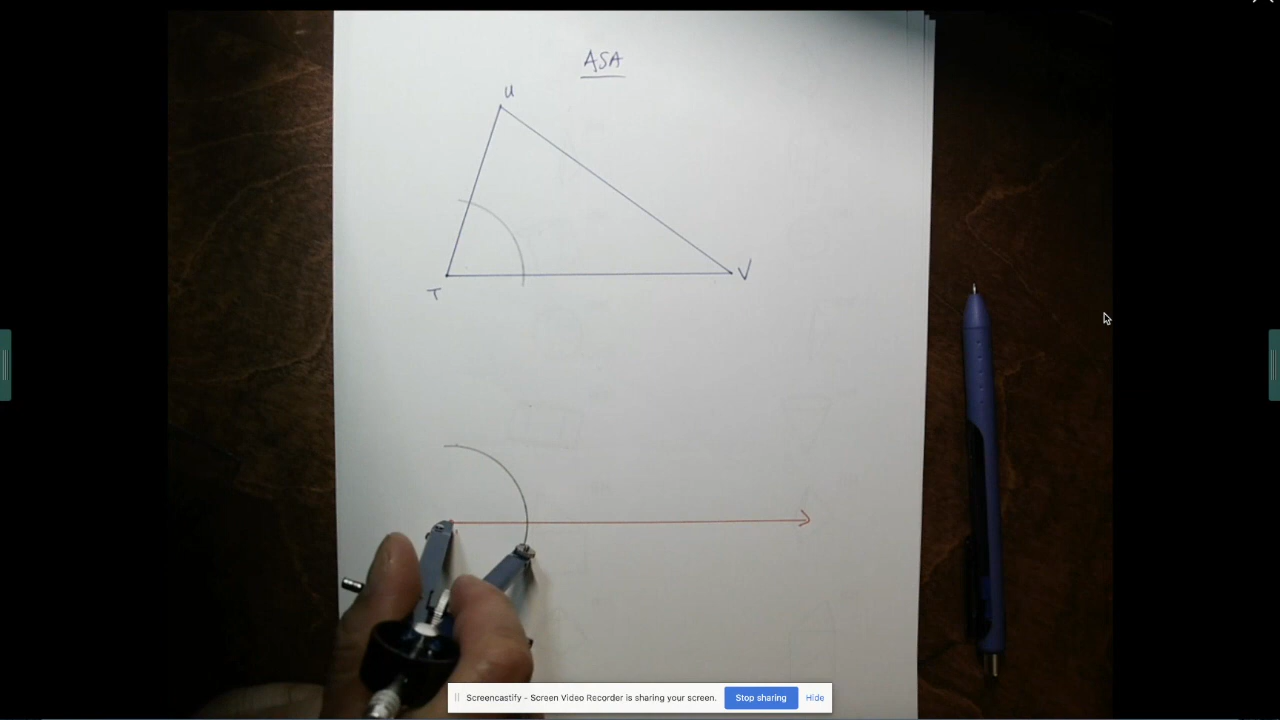 ASA
U
T
V
Screencastify - Screen Video Recorder is sharing your screen.
Stop sharing
Hide